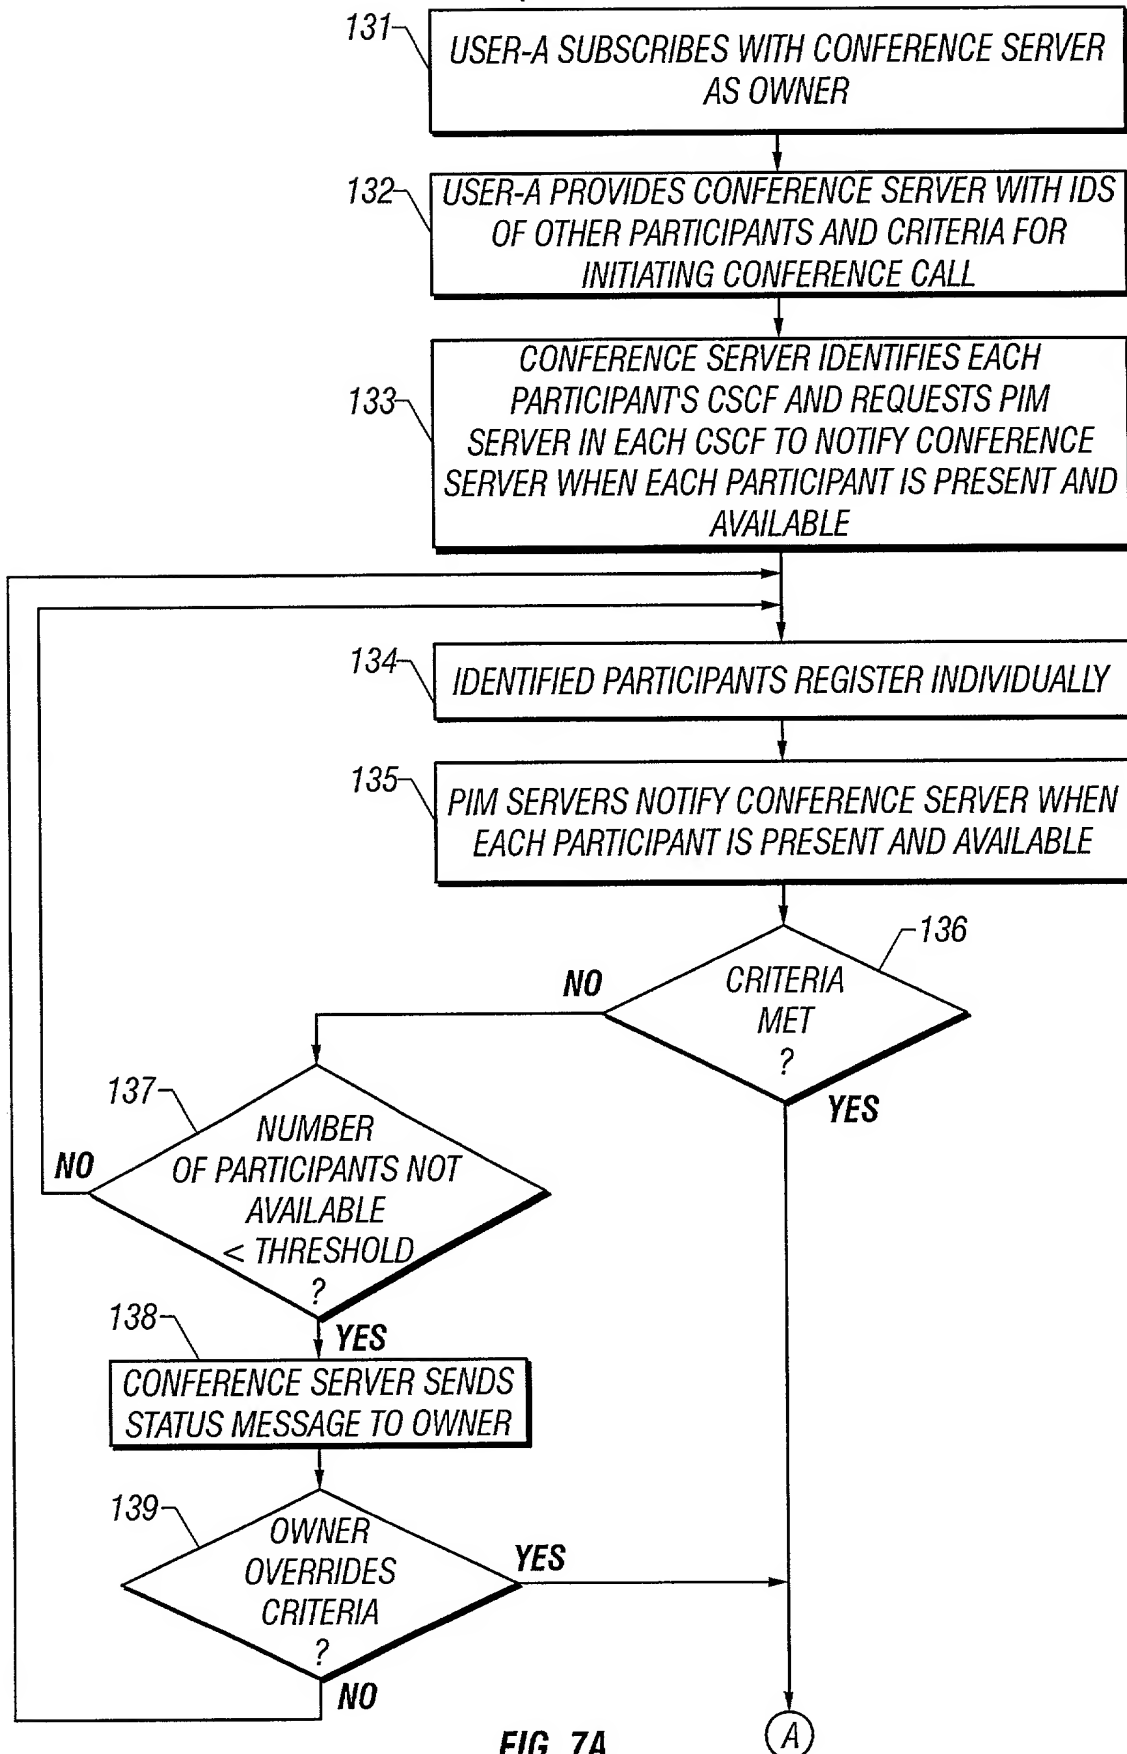 131
USER-A SUBSCRIBES WITH CONFERENCE SERVER
AS OWNER
132
USER-A PROVIDES CONFERENCE SERVER WITH IDS
OF OTHER PARTICIPANTS AND CRITERIA FOR
INITIATING CONFERENCE CALL
133
CONFERENCE SERVER IDENTIFIES EACH
PARTICIPANT'S CSCF AND REQUESTS PIM
SERVER IN EACH CSCF TO NOTIFY CONFERENCE
SERVER WHEN EACH PARTICIPANT IS PRESENT AND
AVAILABLE
134
IDENTIFIED PARTICIPANTS REGISTER INDIVIDUALLY
135
PIM SERVERS NOTIFY CONFERENCE SERVER WHEN
EACH PARTICIPANT IS PRESENT AND AVAILABLE
136
CRITERIA
MET
?
NO
YES
137
NUMBER
OF PARTICIPANTS NOT
AVAILABLE
< THRESHOLD
?
NO
YES
138
CONFERENCE SERVER SENDS
STATUS MESSAGE TO OWNER
139
OWNER
OVERRIDES
CRITERIA
?
YES
NO
A
FIG. 7A